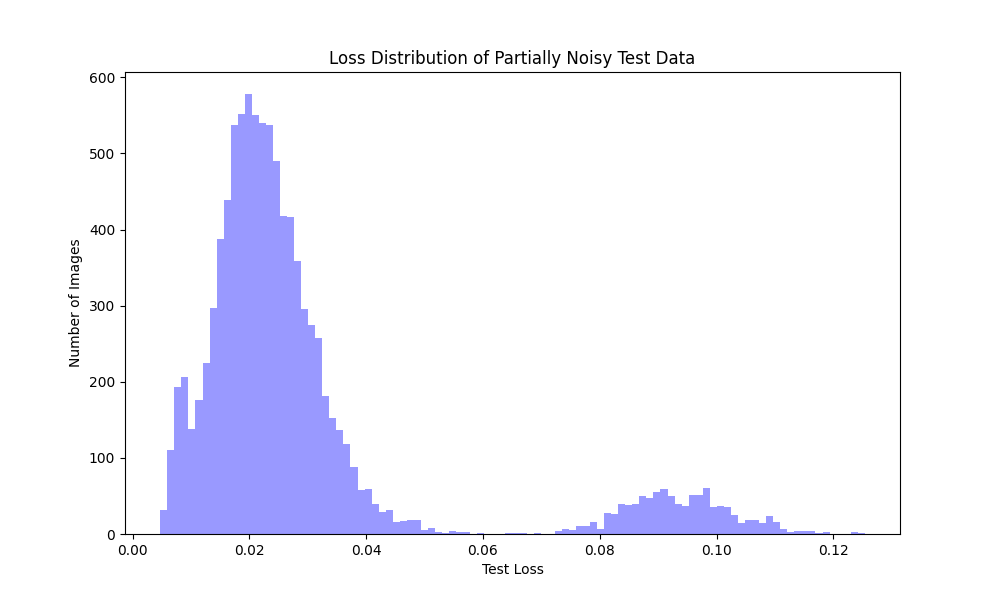 Loss Distribution of Partially Noisy Test Data
600
500
400
300
200
100
0
Number of Images
0.00 0.02 0.04 0.06 0.08 0.10 0.12
Test Loss